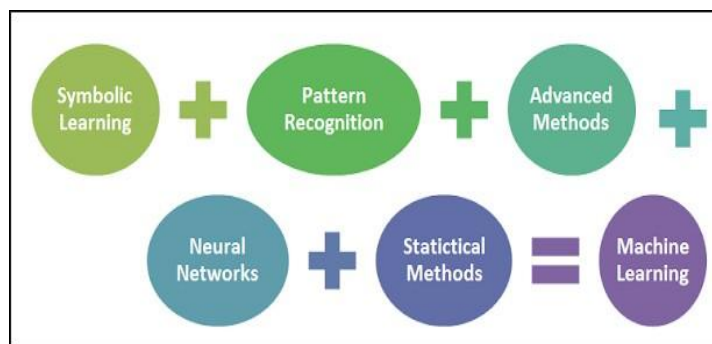 Symbolic
Learning
Pattern
Recognition
Advanced
Methods
Neural
Networks
Statictical
Methods
Machine
Learning